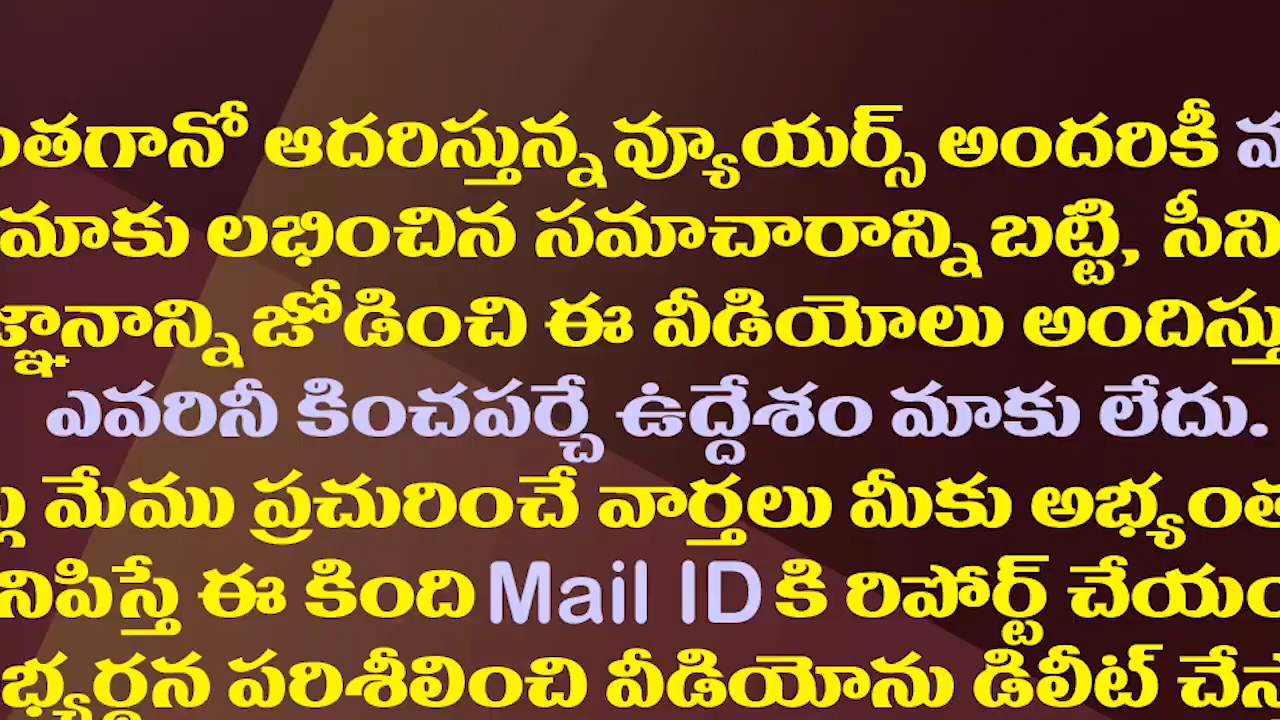 ంతగానో ఆదరిస్తున్న వ్యూయర్స్ అందరికీ
మాకు లభించిన సమాచారాన్ని బట్టి, సీని
జ్ఞానాన్ని జోడించి ఈ వీడియోలు అందిస్తు
ఎవరినీ కించపర్చే ఉద్దేశం మాకు లేదు.
మేము ప్రచురించే వార్తలు మీకు అభ్యంత
నిపిస్తే ఈ కింది Mail ID కి రిపోర్ట్ చేయం
భ్యర్థన పరిశీలించి వీడియోను డిలీట్ చేస